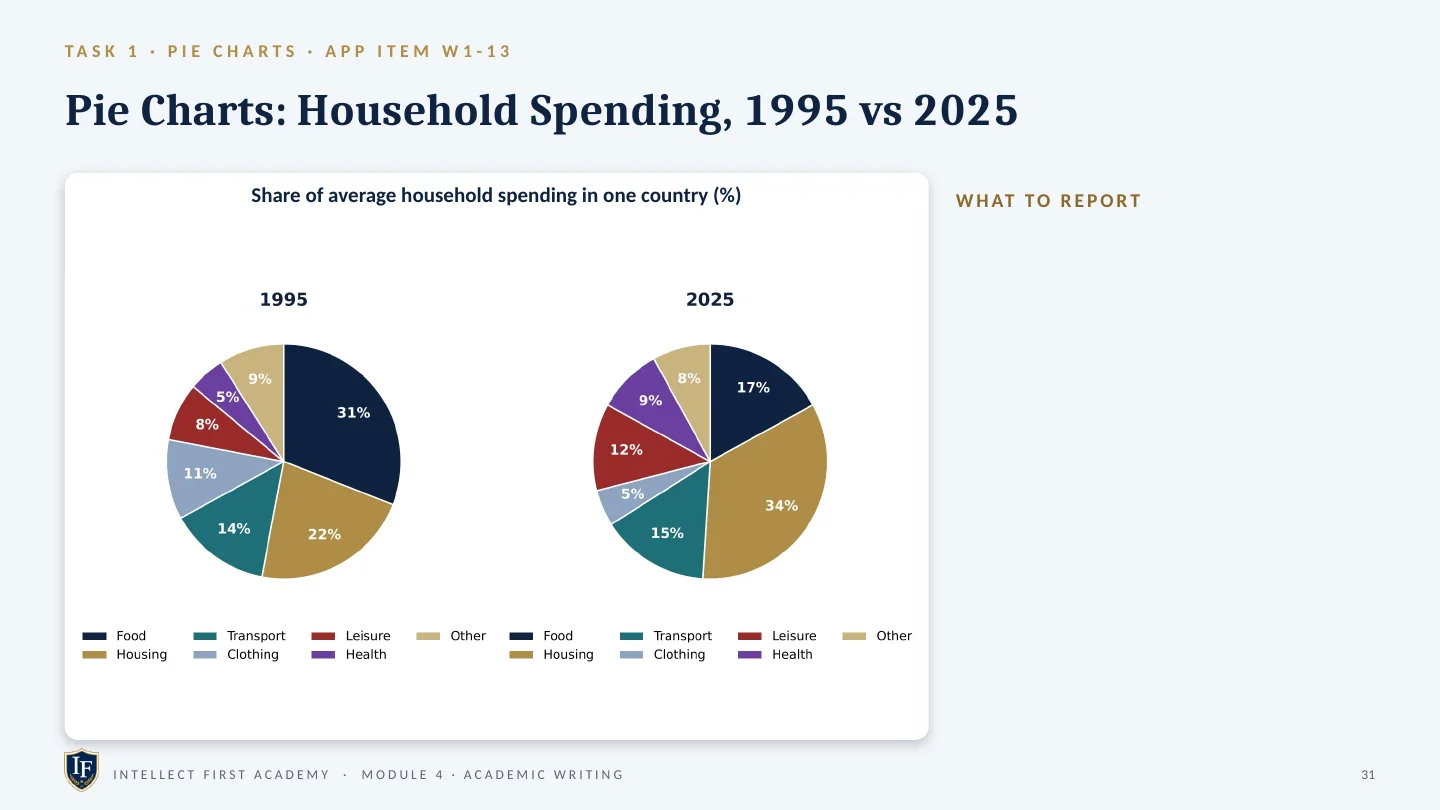 TASK 1 · PIE CHARTS · APP ITEM W1-13
Pie Charts: Household Spending, 1995 vs 2025
Share of average household spending in one country (%)
WHAT TO REPORT
1995
31%
22%
14%
11%
8%
5%
9%
Food
Transport
Leisure
Other
Housing
Clothing
Health
2025
17%
34%
15%
5%
12%
9%
8%
Food
Transport
Leisure
Other
Housing
Clothing
Health
IF
INTELLECT FIRST ACADEMY · MODULE 4 · ACADEMIC WRITING
31